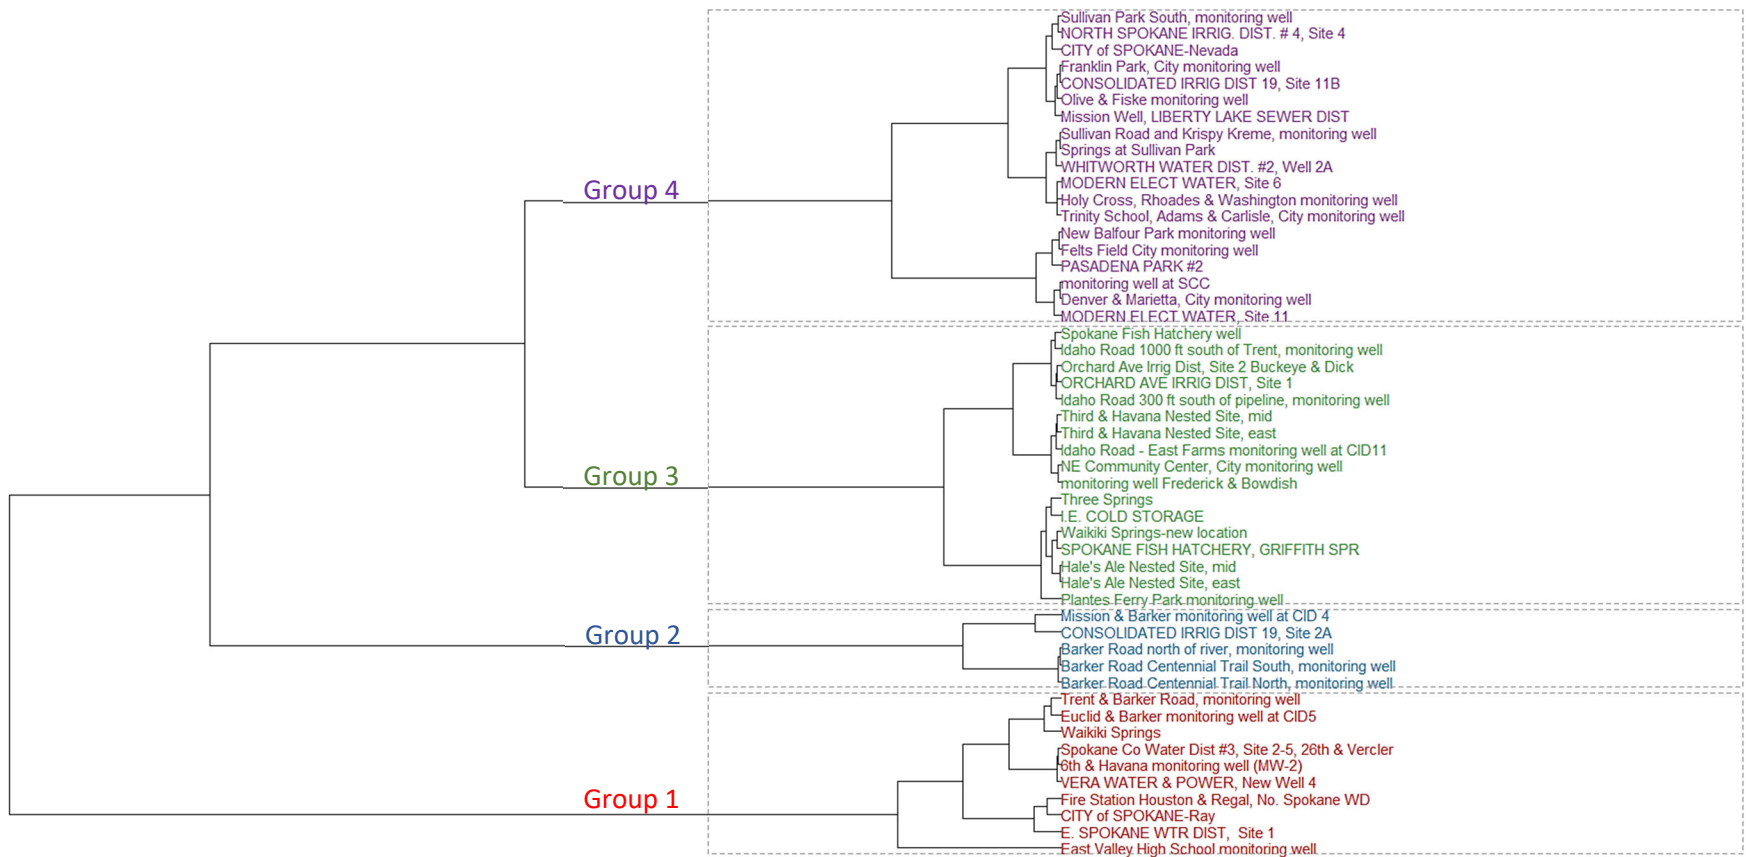 Sullivan Park South, monitoring well
NORTH SPOKANE IRRIG. DIST. # 4, Site 4
CITY of SPOKANE-Nevada
Franklin Park, City monitoring well
CONSOLIDATED IRRIG DIST 19, Site 11B
Olive & Fiske monitoring well
Mission Well, LIBERTY LAKE SEWER DIST
Sullivan Road and Krispy Kreme, monitoring well
Springs at Sullivan Park
WHITWORTH WATER DIST. #2, Well 2A
MODERN ELECT WATER, Site 6
Group 4
Holy Cross, Rhoades & Washington monitoring well
Trinity School, Adams & Carlisle, City monitoring well
New Balfour Park monitoring well
Felts Field City monitoring well
PASADENA PARK #2
monitoring well at SCC
Denver & Marietta, City monitoring well
MODERN ELECT WATER, Site 11
Spokane Fish Hatchery well
Idaho Road 1000 ft south of Trent, monitoring well
Orchard Ave Irrig Dist, Site 2 Buckeye & Dick
ORCHARD AVE IRRIG DIST, Site 1
Idaho Road 300 ft south of pipeline, monitoring well
Third & Havana Nested Site, mid
Third & Havana Nested Site, east
Idaho Road - East Farms monitoring well at CID11
NE Community Center, City monitoring well
Group 3
monitoring well Frederick & Bowdish
Three Springs
I.E. COLD STORAGE
Waikiki Springs-new location
SPOKANE FISH HATCHERY, GRIFFITH SPR
Hale's Ale Nested Site, mid
Hale's Ale Nested Site, east
Plantes Ferry Park monitoring well
Mission & Barker monitoring well at CID 4
CONSOLIDATED IRRIG DIST 19, Site 2A
Group 2
Barker Road north of river, monitoring well
Barker Road Centennial Trail South, monitoring well
Barker Road Centennial Trail North, monitoring well
Trent & Barker Road, monitoring well
Euclid & Barker monitoring well at CID5
Waikiki Springs
Spokane Co Water Dist #3, Site 2-5, 26th & Vercler
6th & Havana monitoring well (MW-2)
VERA WATER & POWER, New Well 4
Group 1
Fire Station Houston & Regal, No. Spokane WD
CITY of SPOKANE-Ray
E. SPOKANE WTR DIST, Site 1
East Valley High School monitoring well